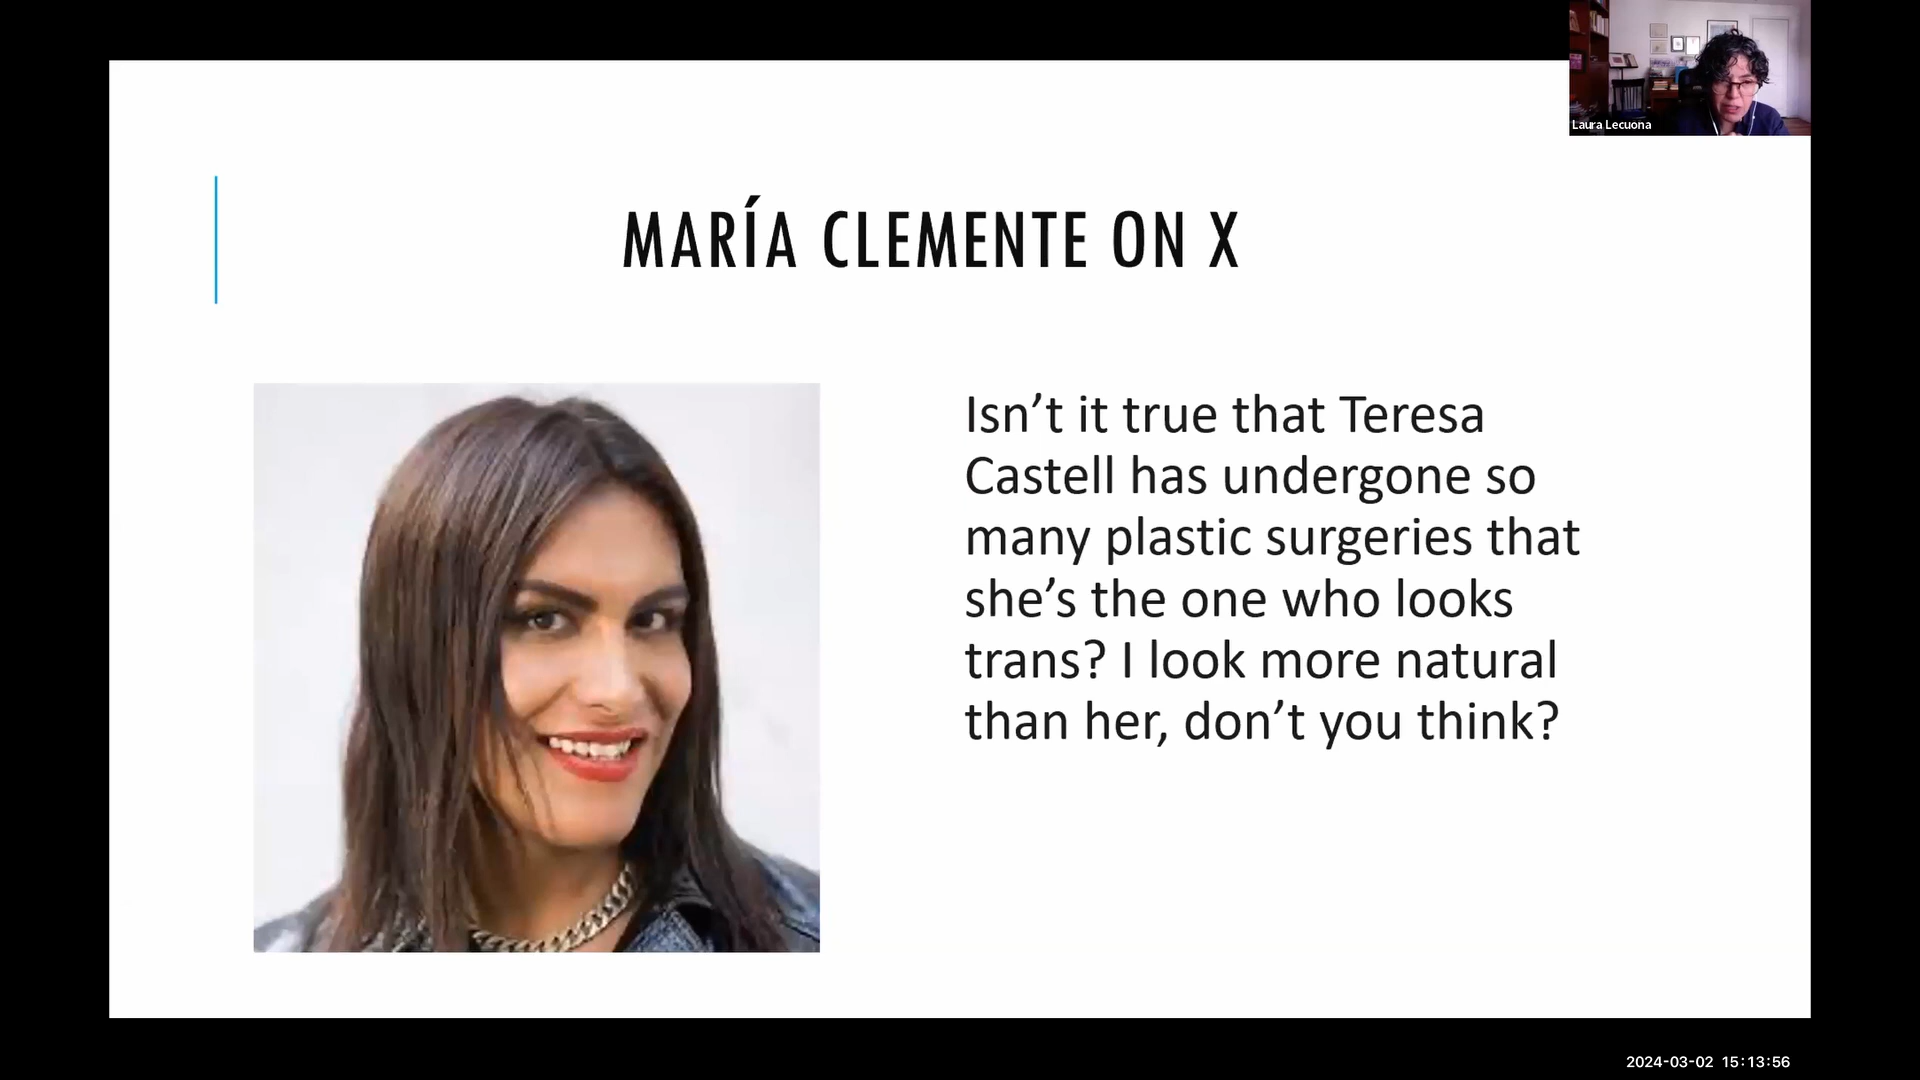 Laura Lecuona
MARÍA CLEMENTE ON X
Isn’t it true that Teresa
Castell has undergone so
many plastic surgeries that
she’s the one who looks
trans? I look more natural
than her, don’t you think?
2024-03-02 15:13:56